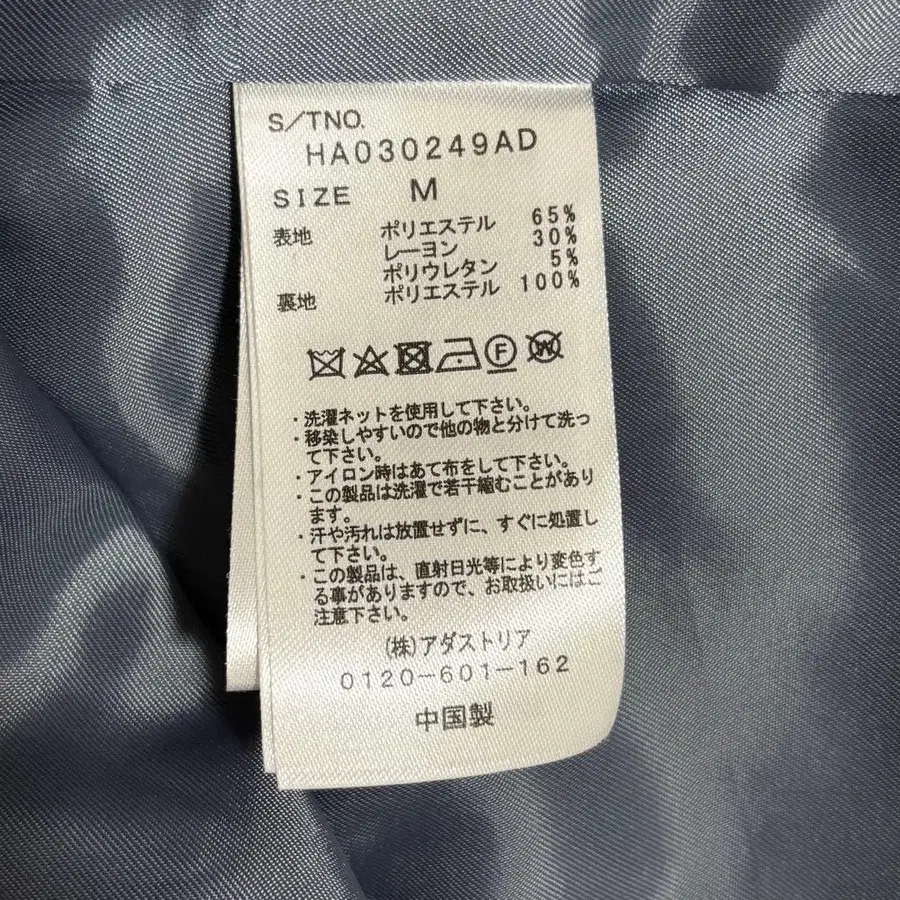 S/TNO.
HA030249AD
SIZE M
表地 ポリエステル 65%
レーヨン 30%
ポリウレタン 5%
裏地 ポリエステル 100%
F W
・洗濯ネットを使用して下さい。
・移染しやすいので他の物と分けて洗っ
て下さい。
・アイロン時はあて布をして下さい。
・この製品は洗濯で若干縮むことがあり
ます。
・汗や汚れは放置せずに、すぐに処置し
て下さい。
・この製品は、直射日光等により変色す
る事がありますので、お取扱いにはご
注意下さい。
(株)アダストリア
0120-601-162
中国製